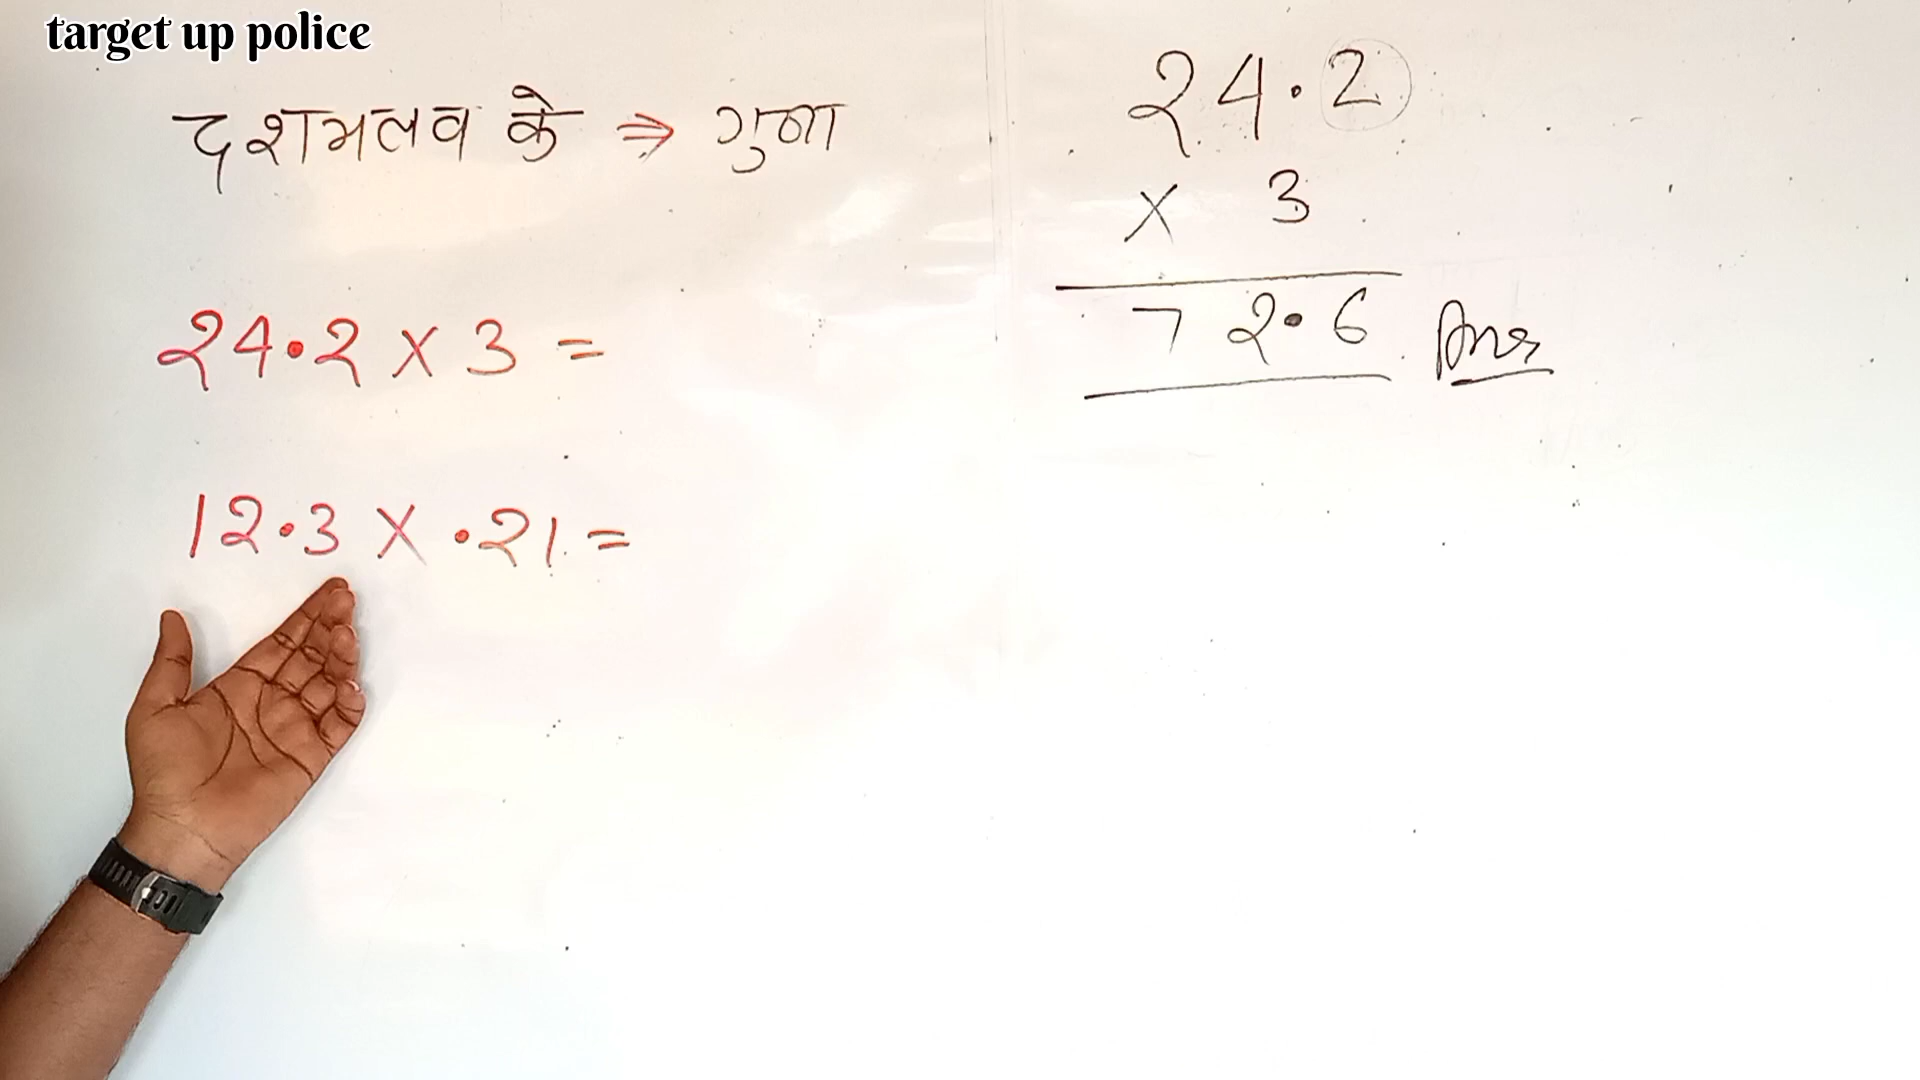 target up police
दशमलव के ⇒ गुणा
24.2 × 3 =
12.3 × .21 =
24.2
× 3
72.6 Ans